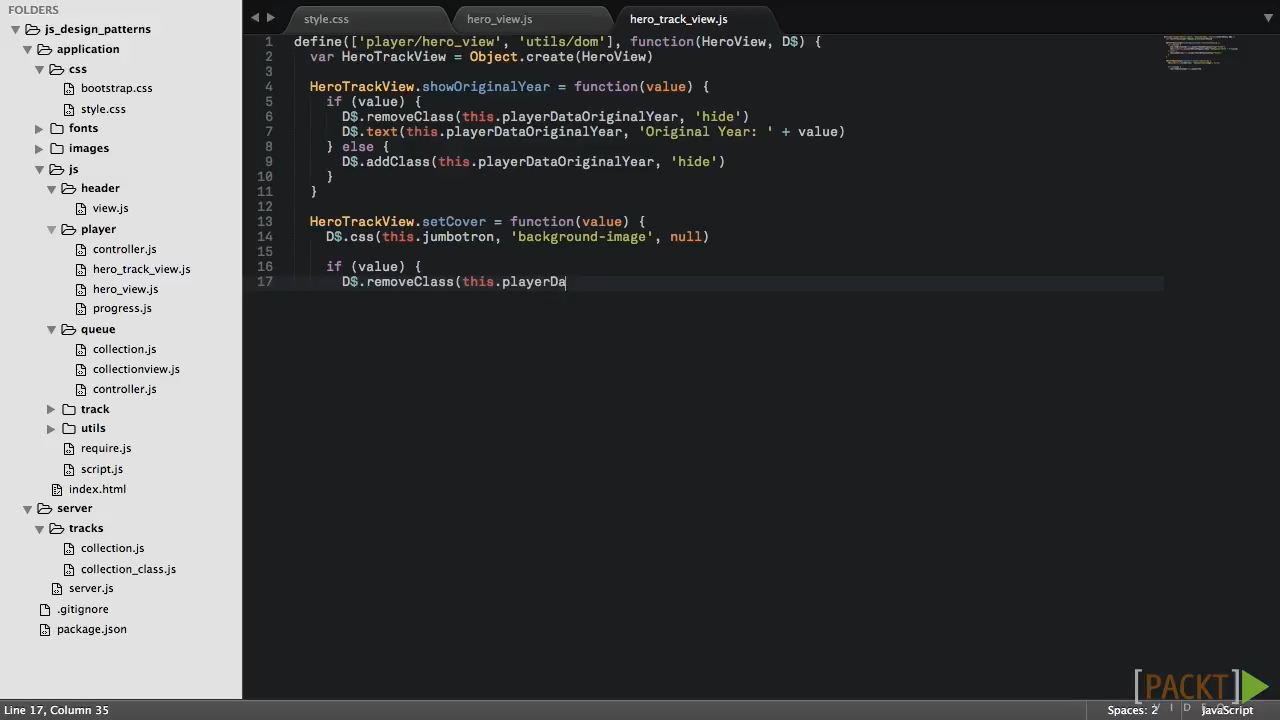 FOLDERS
js_design_patterns
application
css
bootstrap.css
style.css
fonts
images
js
header
view.js
player
controller.js
hero_track_view.js
hero_view.js
progress.js
queue
collection.js
collectionview.js
controller.js
track
utils
require.js
script.js
index.html
server
tracks
collection.js
collection_class.js
server.js
.gitignore
package.json
style.css
hero_view.js
hero_track_view.js
1 define(['player/hero_view', 'utils/dom'], function(HeroView, D$) {
2 var HeroTrackView = Object.create(HeroView)
3
4 HeroTrackView.showOriginalYear = function(value) {
5 if (value) {
6 D$.removeClass(this.playerDataOriginalYear, 'hide')
7 D$.text(this.playerDataOriginalYear, 'Original Year: ' + value)
8 } else {
9 D$.addClass(this.playerDataOriginalYear, 'hide')
10 }
11 }
12
13 HeroTrackView.setCover = function(value) {
14 D$.css(this.jumbotron, 'background-image', null)
15
16 if (value) {
17 D$.removeClass(this.playerDa
[PACKT]
VIDEO
Line 17, Column 35
Spaces: 2
JavaScript